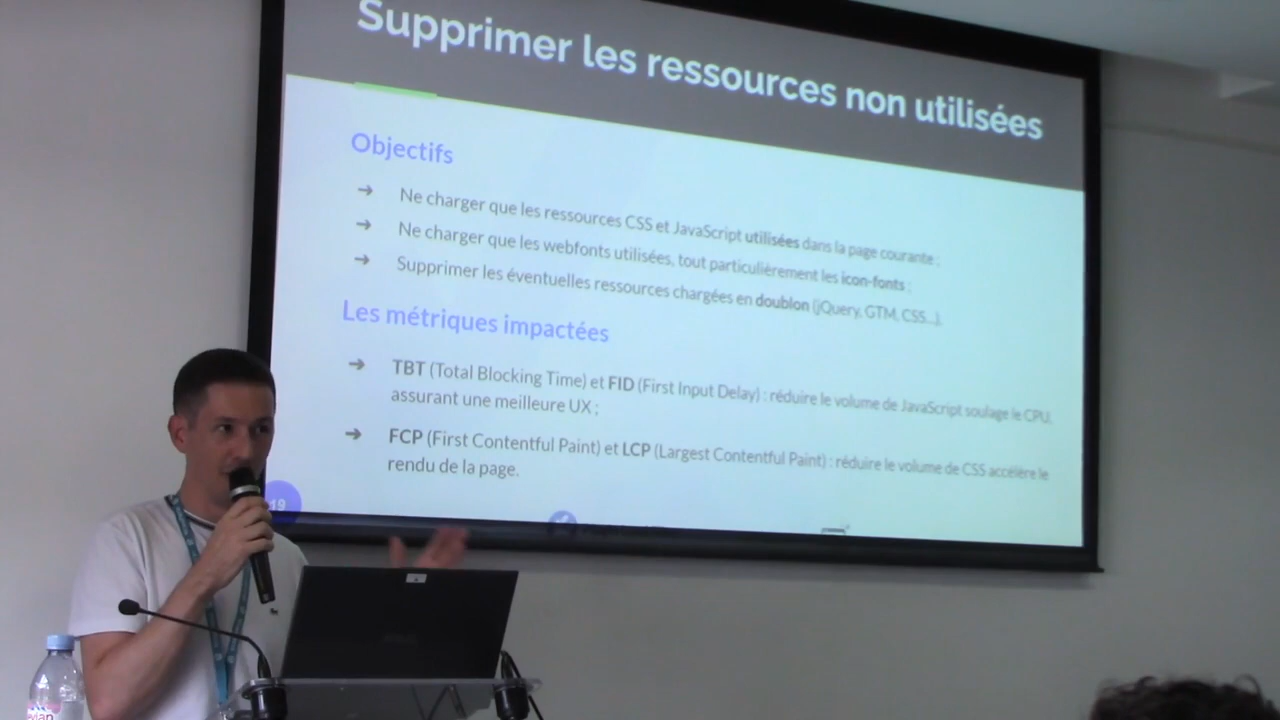 Supprimer les ressources non utilisées
Objectifs
➔ Ne charger que les ressources CSS et JavaScript utilisées dans la page courante ;
➔ Ne charger que les webfonts utilisées, tout particulièrement les icon-fonts ;
➔ Supprimer les éventuelles ressources chargées en doublon (jQuery, GTM, CSS...).
Les métriques impactées
➔ TBT (Total Blocking Time) et FID (First Input Delay) : réduire le volume de JavaScript soulage le CPU,
assurant une meilleure UX ;
➔ FCP (First Contentful Paint) et LCP (Largest Contentful Paint) : réduire le volume de CSS accélère le
rendu de la page.
19
evian